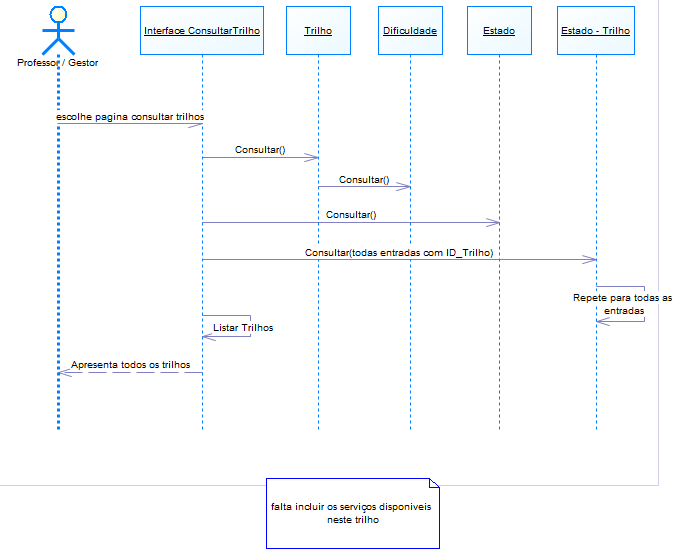 Professor / Gestor
Interface ConsultarTrilho
Trilho
Dificuldade
Estado
Estado - Trilho
escolhe pagina consultar trilhos
Consultar()
Consultar()
Consultar()
Consultar(todas entradas com ID_Trilho)
Repete para todas as
entradas
Listar Trilhos
Apresenta todos os trilhos
falta incluir os serviços disponiveis
neste trilho